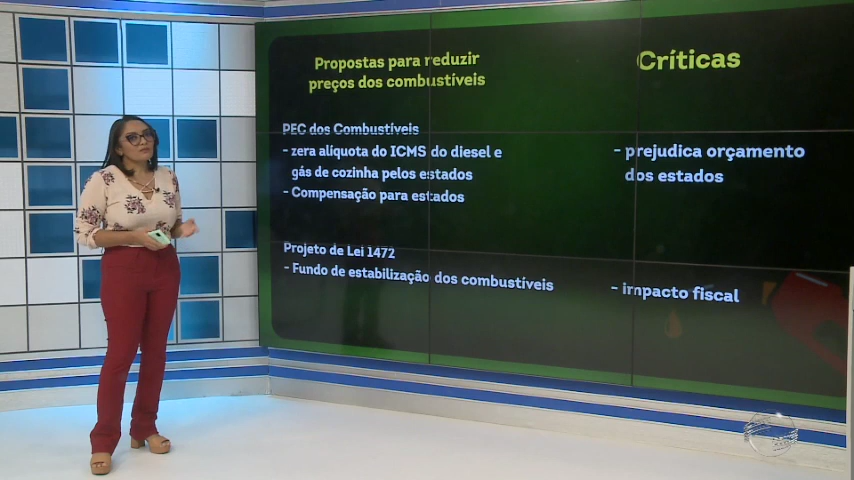 Propostas para reduzir
preços dos combustíveis
Críticas
PEC dos Combustíveis
- zera alíquota do ICMS do diesel e
gás de cozinha pelos estados
- Compensação para estados
- prejudica orçamento
dos estados
Projeto de Lei 1472
- Fundo de estabilização dos combustíveis
- impacto fiscal